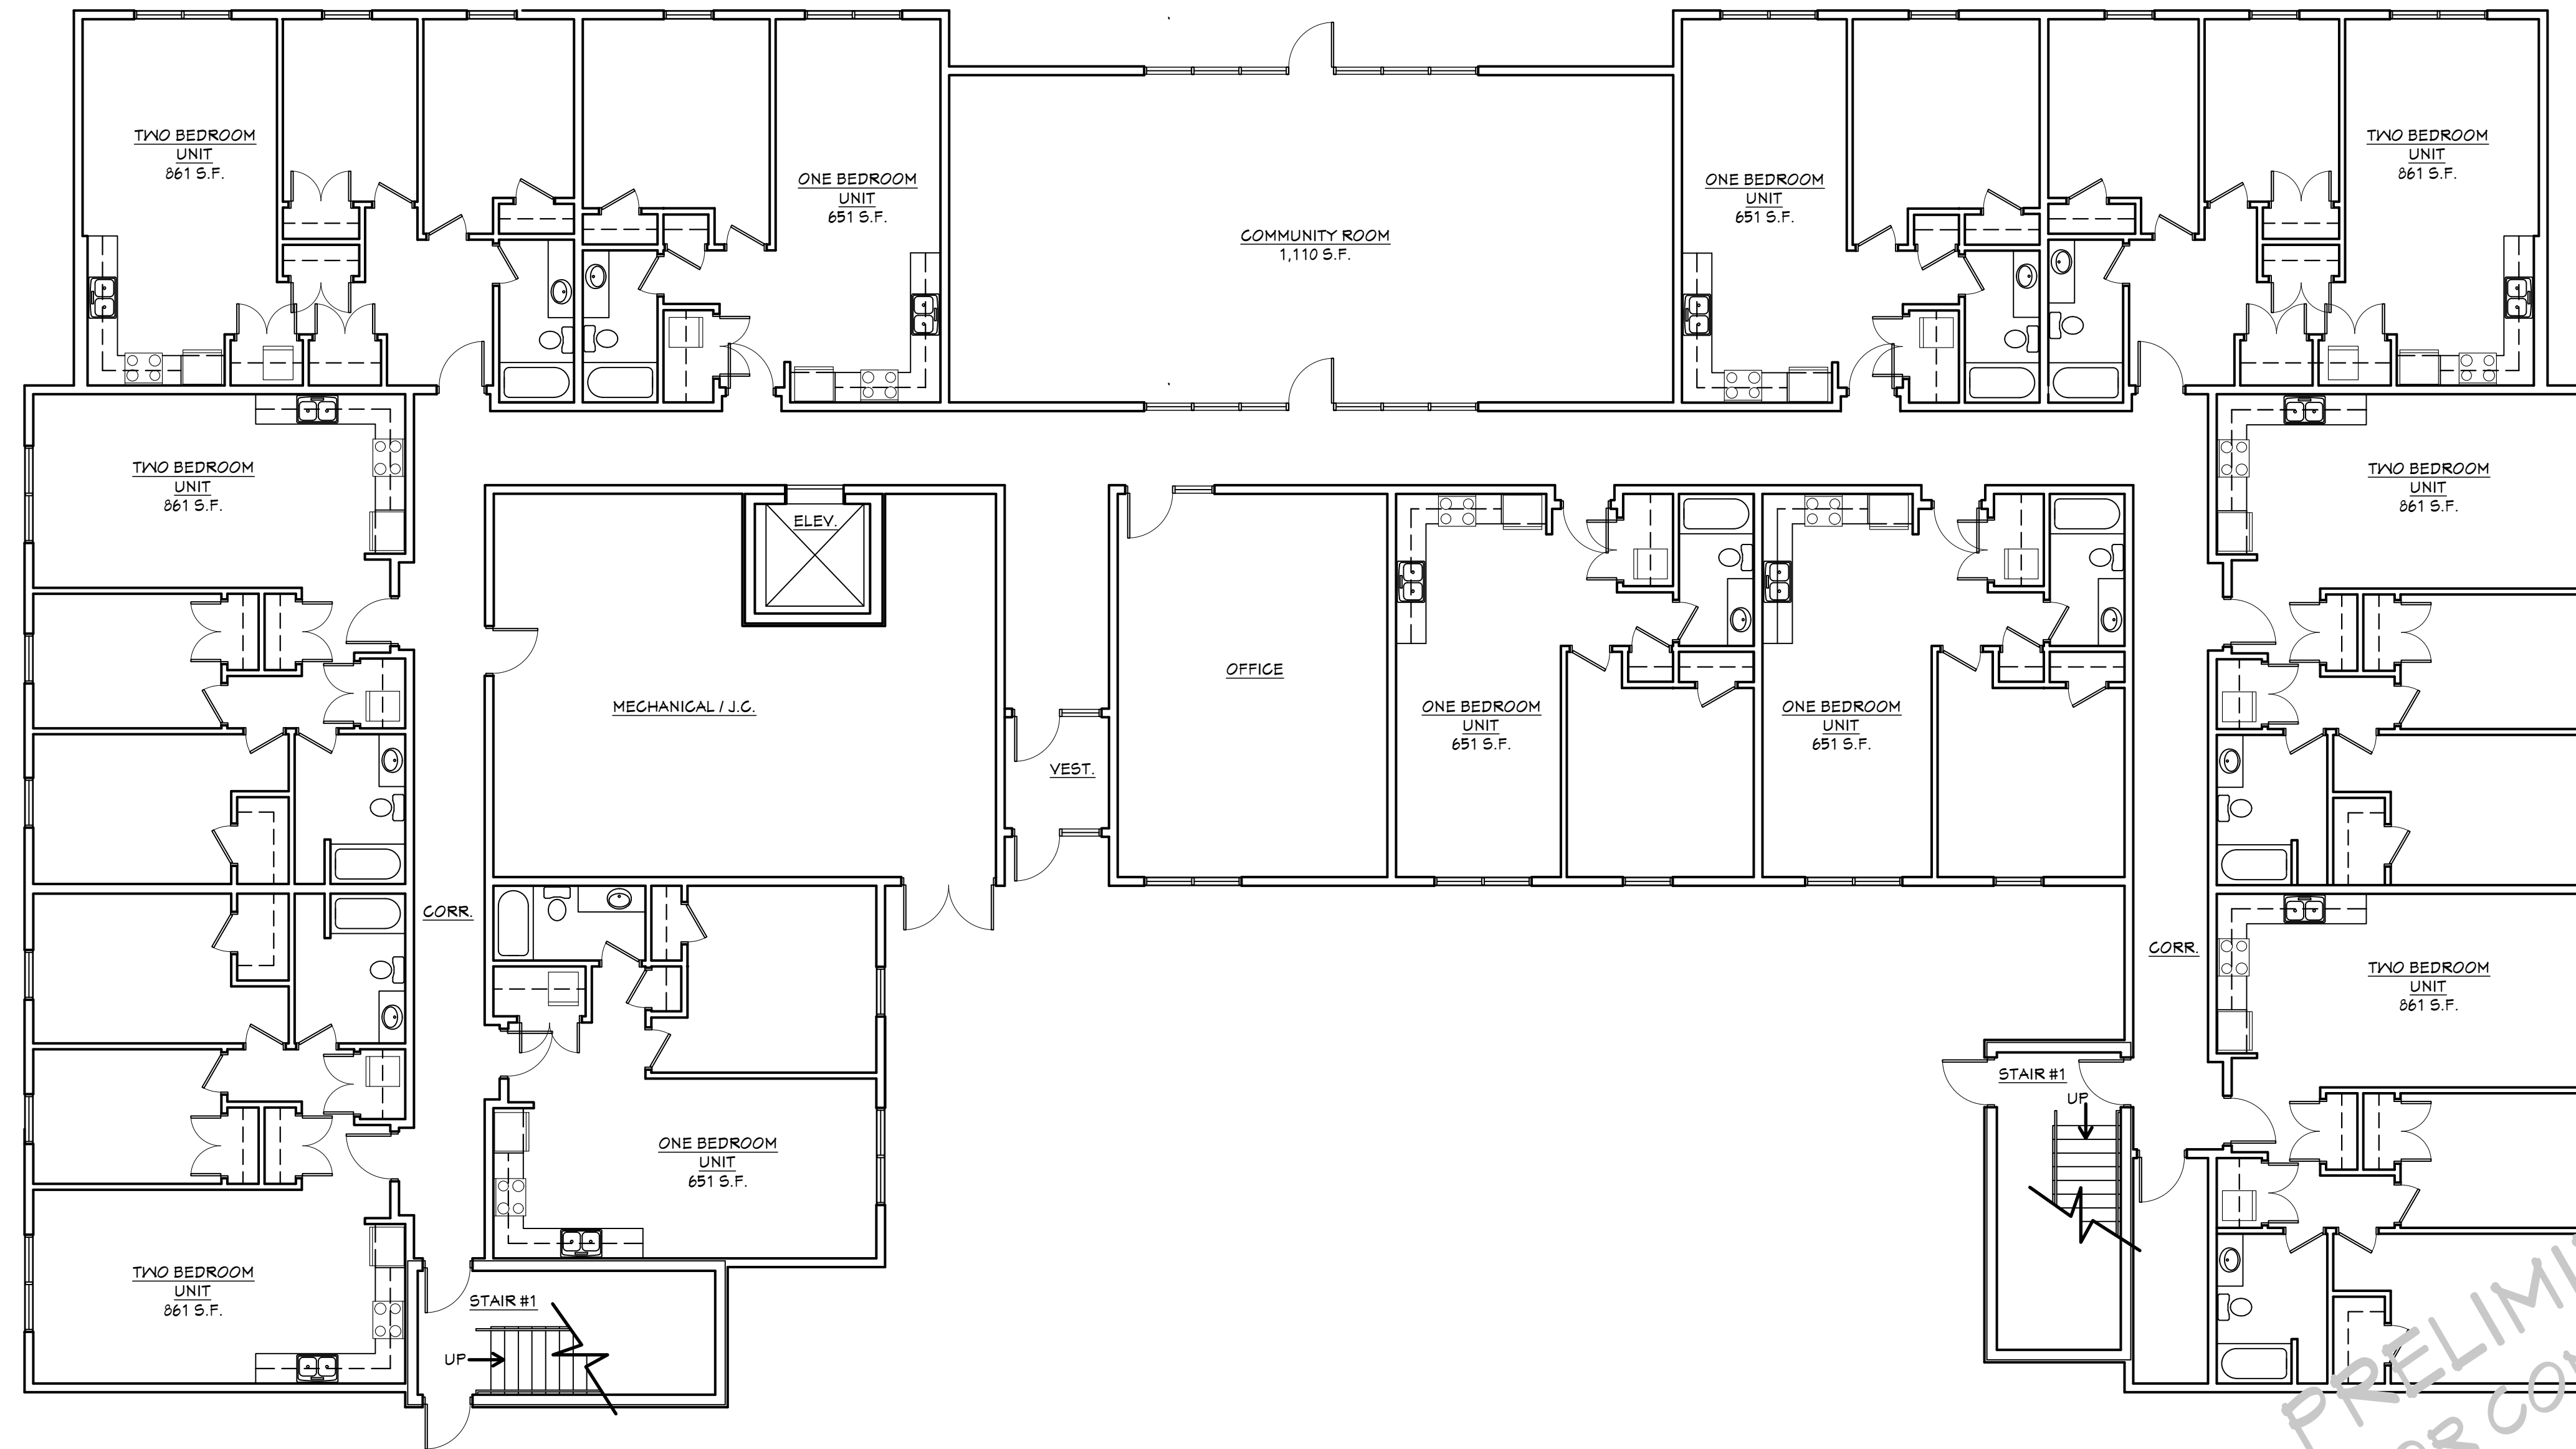 TWO BEDROOM
UNIT
861 S.F.
ONE BEDROOM
UNIT
651 S.F.
COMMUNITY ROOM
1,110 S.F.
ONE BEDROOM
UNIT
651 S.F.
TWO BEDROOM
UNIT
861 S.F.
TWO BEDROOM
UNIT
861 S.F.
ELEV.
TWO BEDROOM
UNIT
861 S.F.
MECHANICAL / J.C.
VEST.
OFFICE
ONE BEDROOM
UNIT
651 S.F.
ONE BEDROOM
UNIT
651 S.F.
CORR.
CORR.
TWO BEDROOM
UNIT
861 S.F.
STAIR #1
UP
ONE BEDROOM
UNIT
651 S.F.
TWO BEDROOM
UNIT
861 S.F.
STAIR #1
UP